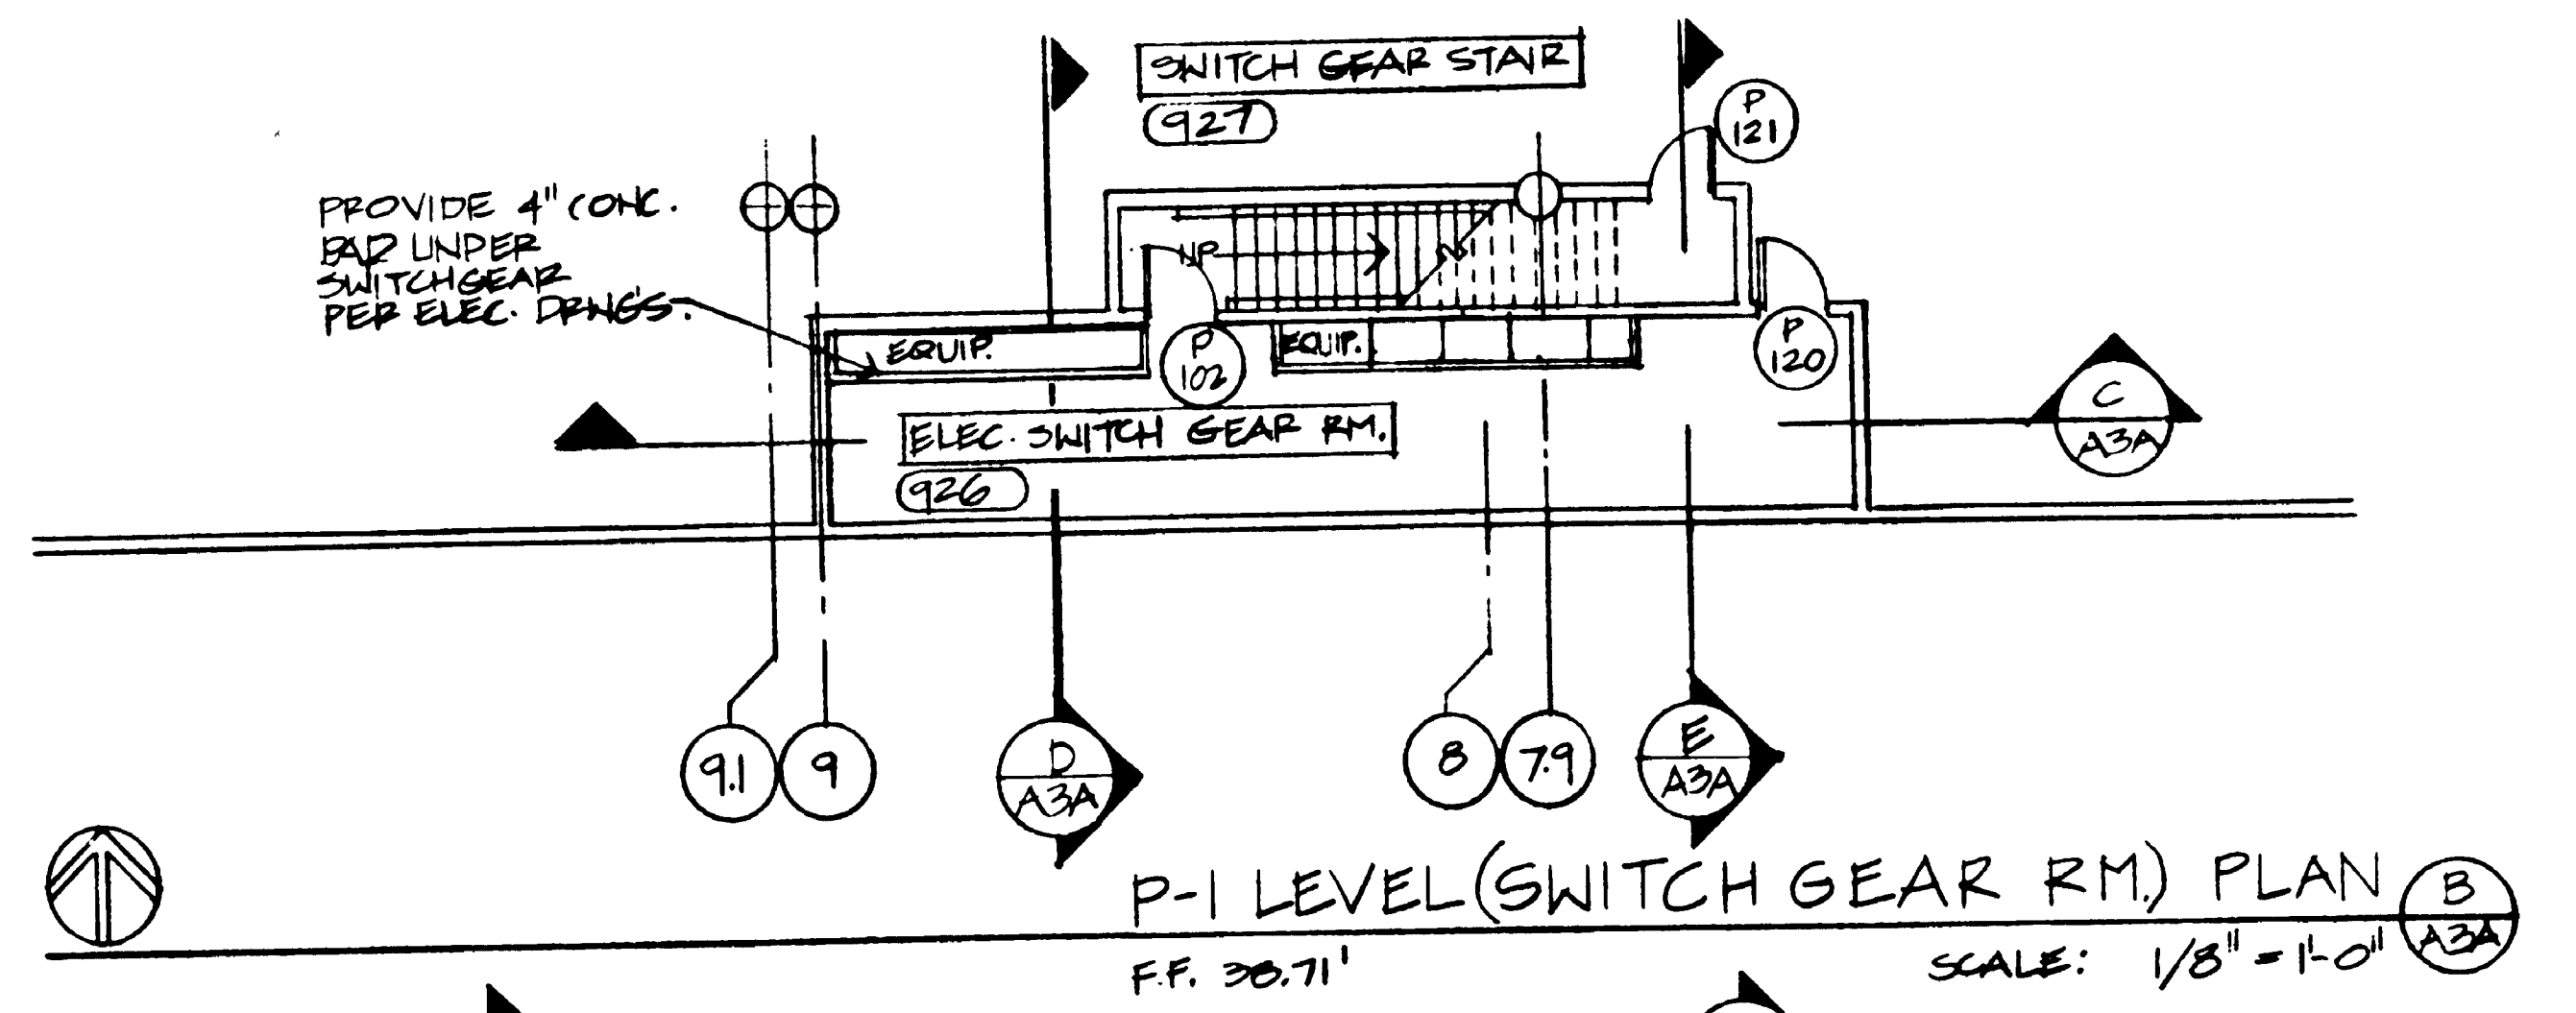 SWITCH GEAR STAIR
927
P
121
PROVIDE 4" CONC.
PAD UNDER
SWITCHGEAR
PER ELEC. DRWG'S.
UP
EQUIP.
P
102
EQUIP.
P
120
ELEC. SWITCH GEAR RM.
926
C
A3A
9.1
9
D
A3A
8
7.9
E
A3A
P-1 LEVEL (SWITCH GEAR RM.) PLAN
B
A3A
F.F. 38.71'
SCALE: 1/8" = 1'-0"